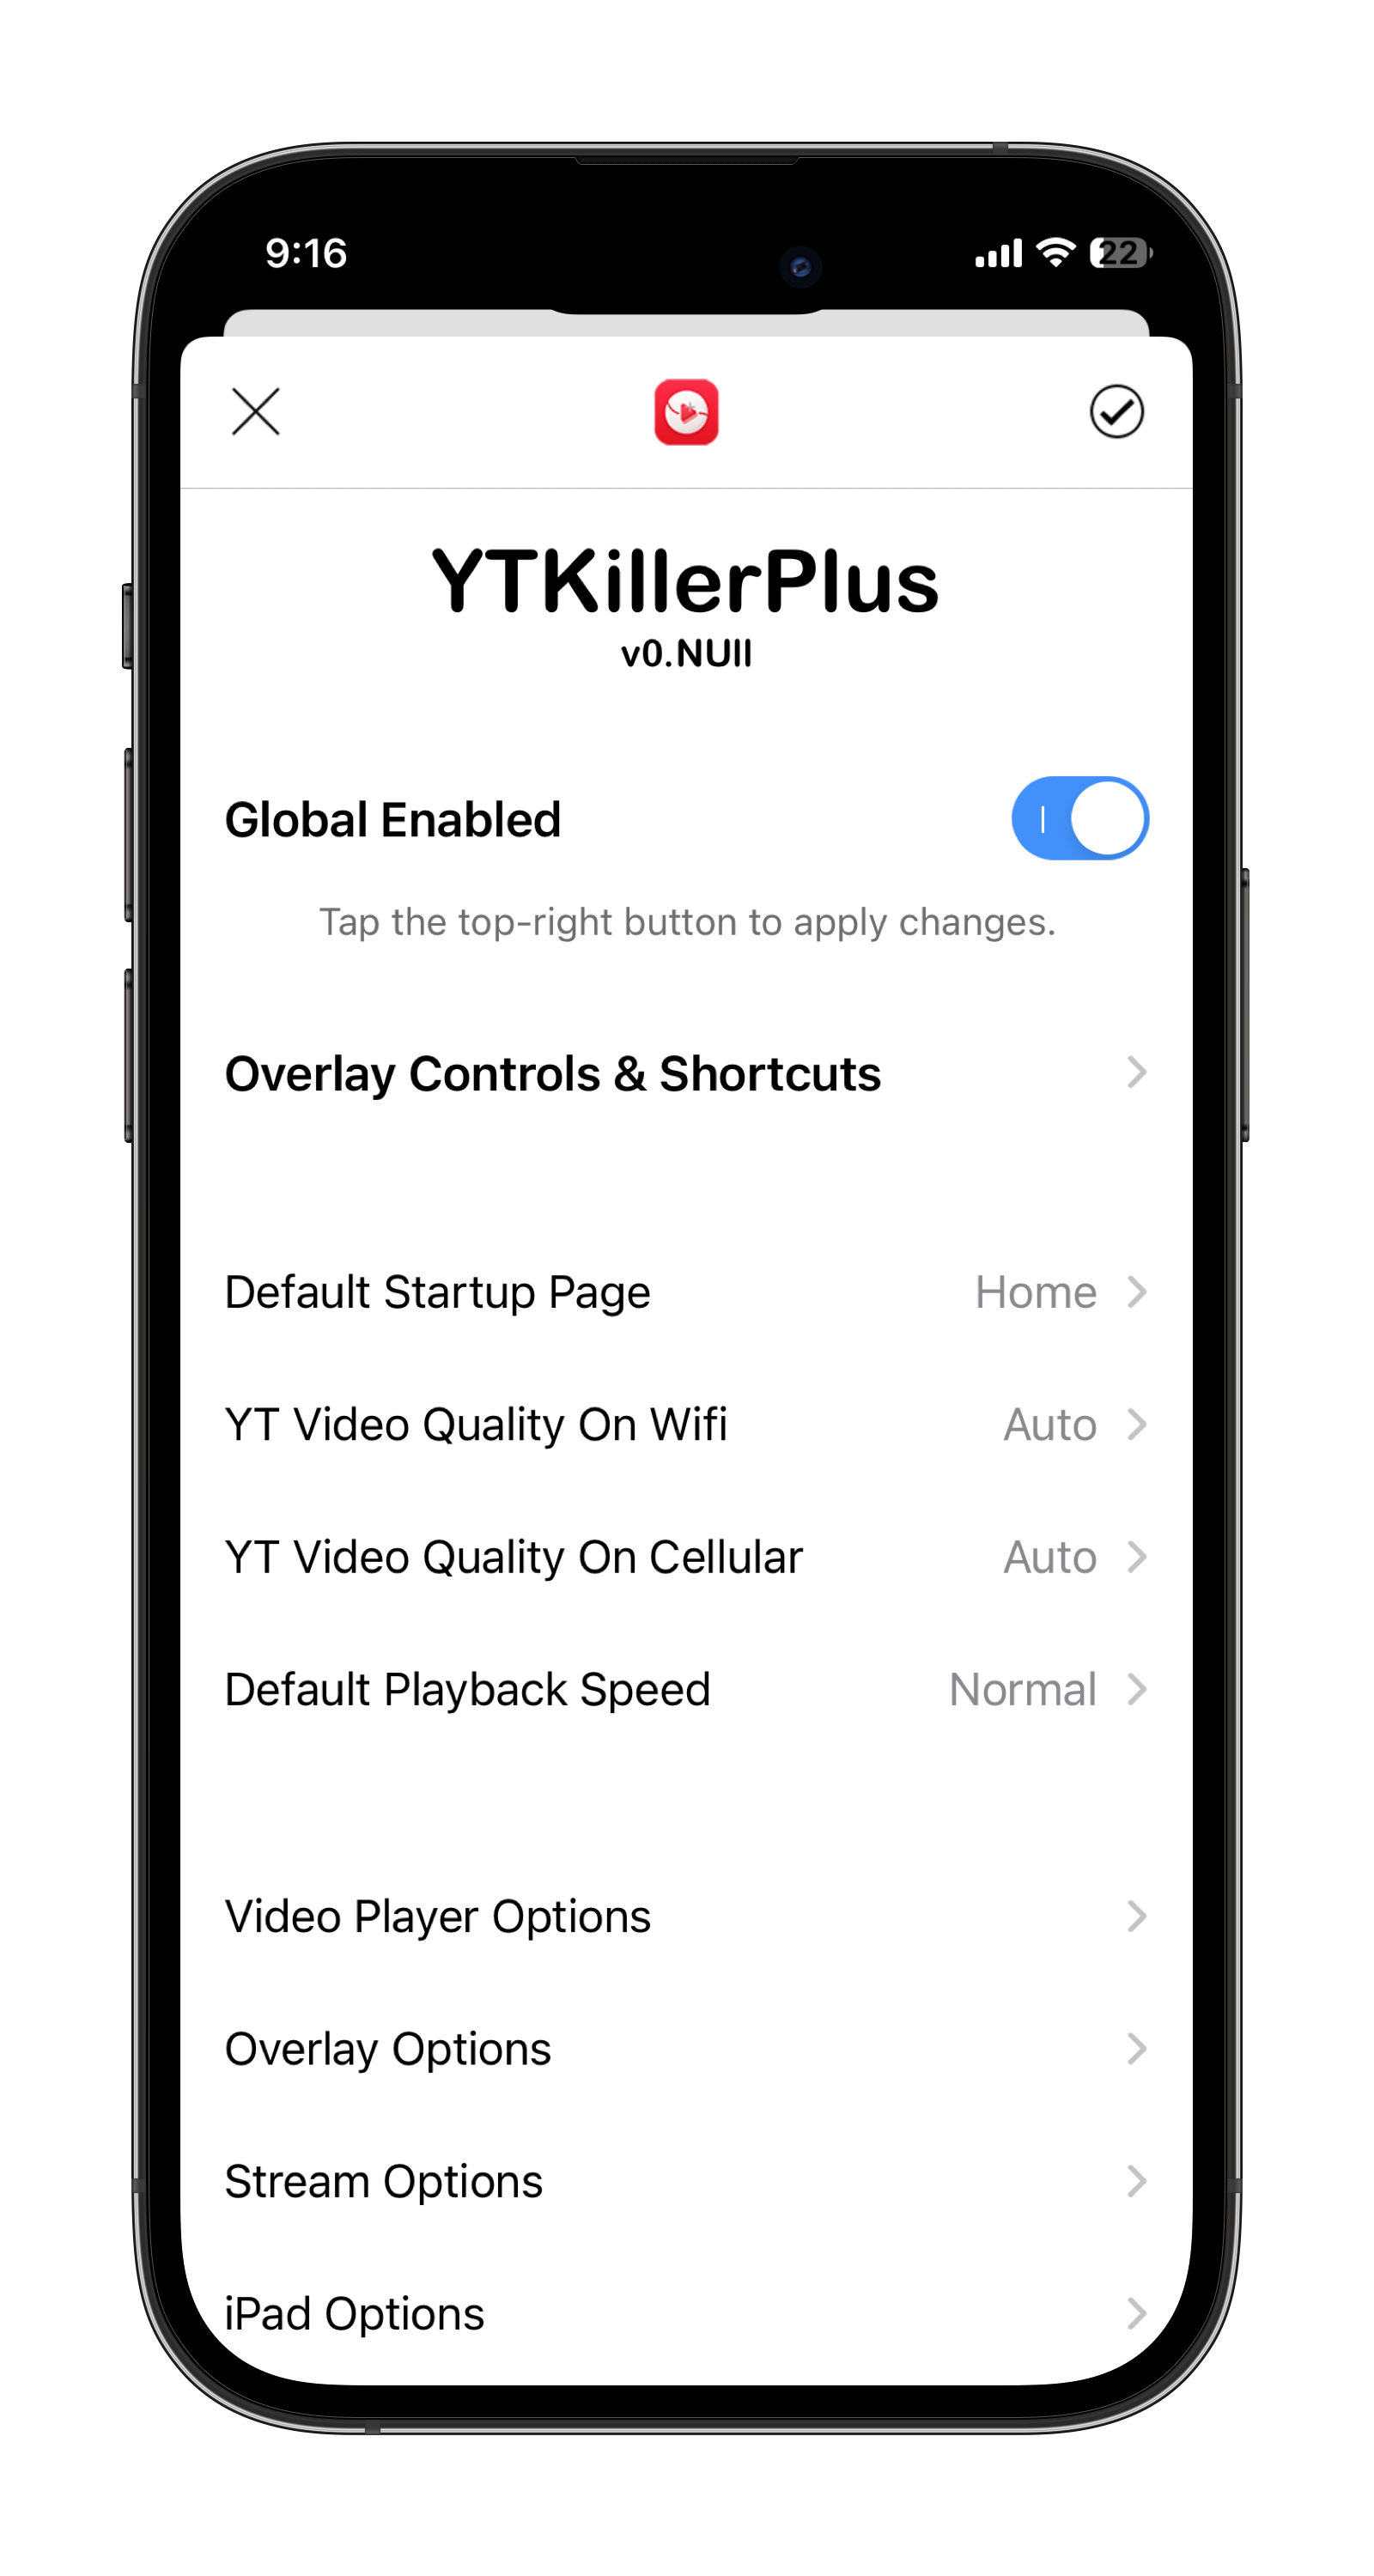 9:16
22
YTKillerPlus
v0.NUll
Global Enabled
Tap the top-right button to apply changes.
Overlay Controls & Shortcuts
Default Startup Page Home
YT Video Quality On Wifi Auto
YT Video Quality On Cellular Auto
Default Playback Speed Normal
Video Player Options
Overlay Options
Stream Options
iPad Options